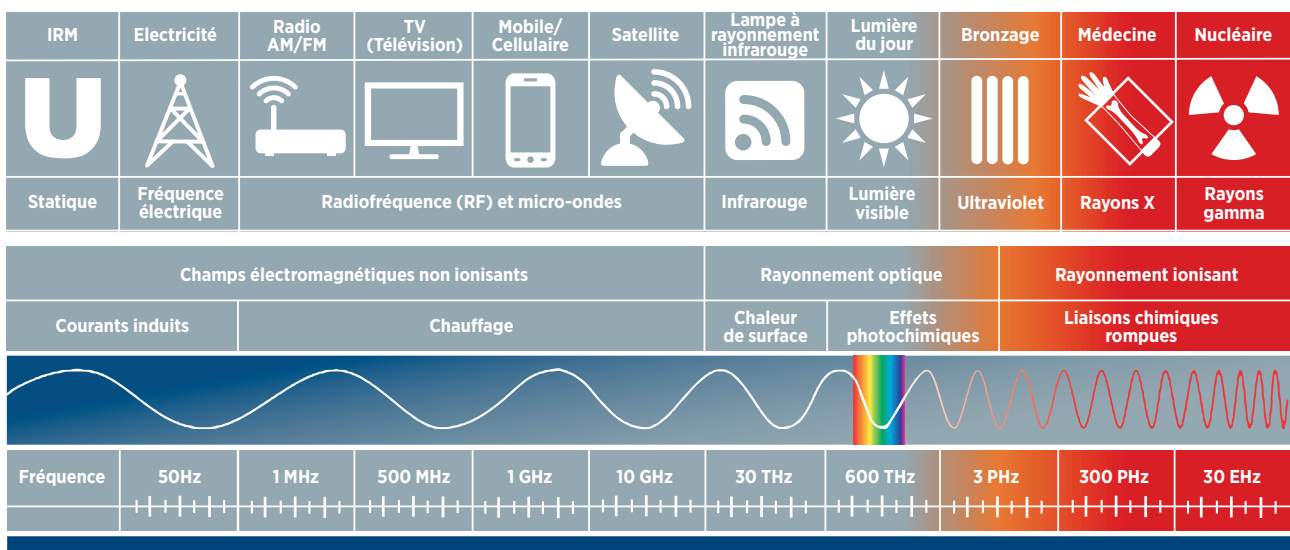 IRM
Electricité
Radio
AM/FM
TV
(Télévision)
Mobile/
Cellulaire
Satellite
Lampe à
rayonnement
infrarouge
Lumière
du jour
Bronzage
Médecine
Nucléaire
Statique
Fréquence
électrique
Radiofréquence (RF) et micro-ondes
Infrarouge
Lumière
visible
Ultraviolet
Rayons X
Rayons
gamma
Champs électromagnétiques non ionisants
Rayonnement optique
Rayonnement ionisant
Courants induits
Chauffage
Chaleur
de surface
Effets
photochimiques
Liaisons chimiques
rompues
Fréquence
50Hz
1 MHz
500 MHz
1 GHz
10 GHz
30 THz
600 THz
3 PHz
300 PHz
30 EHz